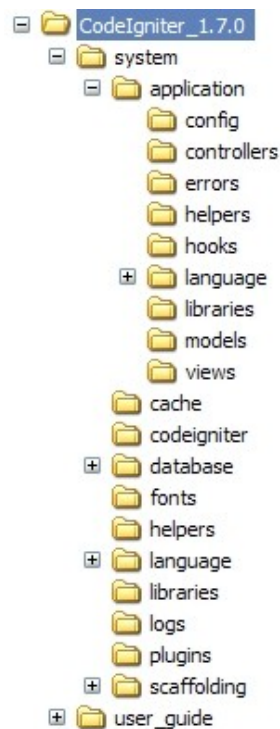 CodeIgniter_1.7.0
system
application
config
controllers
errors
helpers
hooks
language
libraries
models
views
cache
codeigniter
database
fonts
helpers
language
libraries
logs
plugins
scaffolding
user_guide